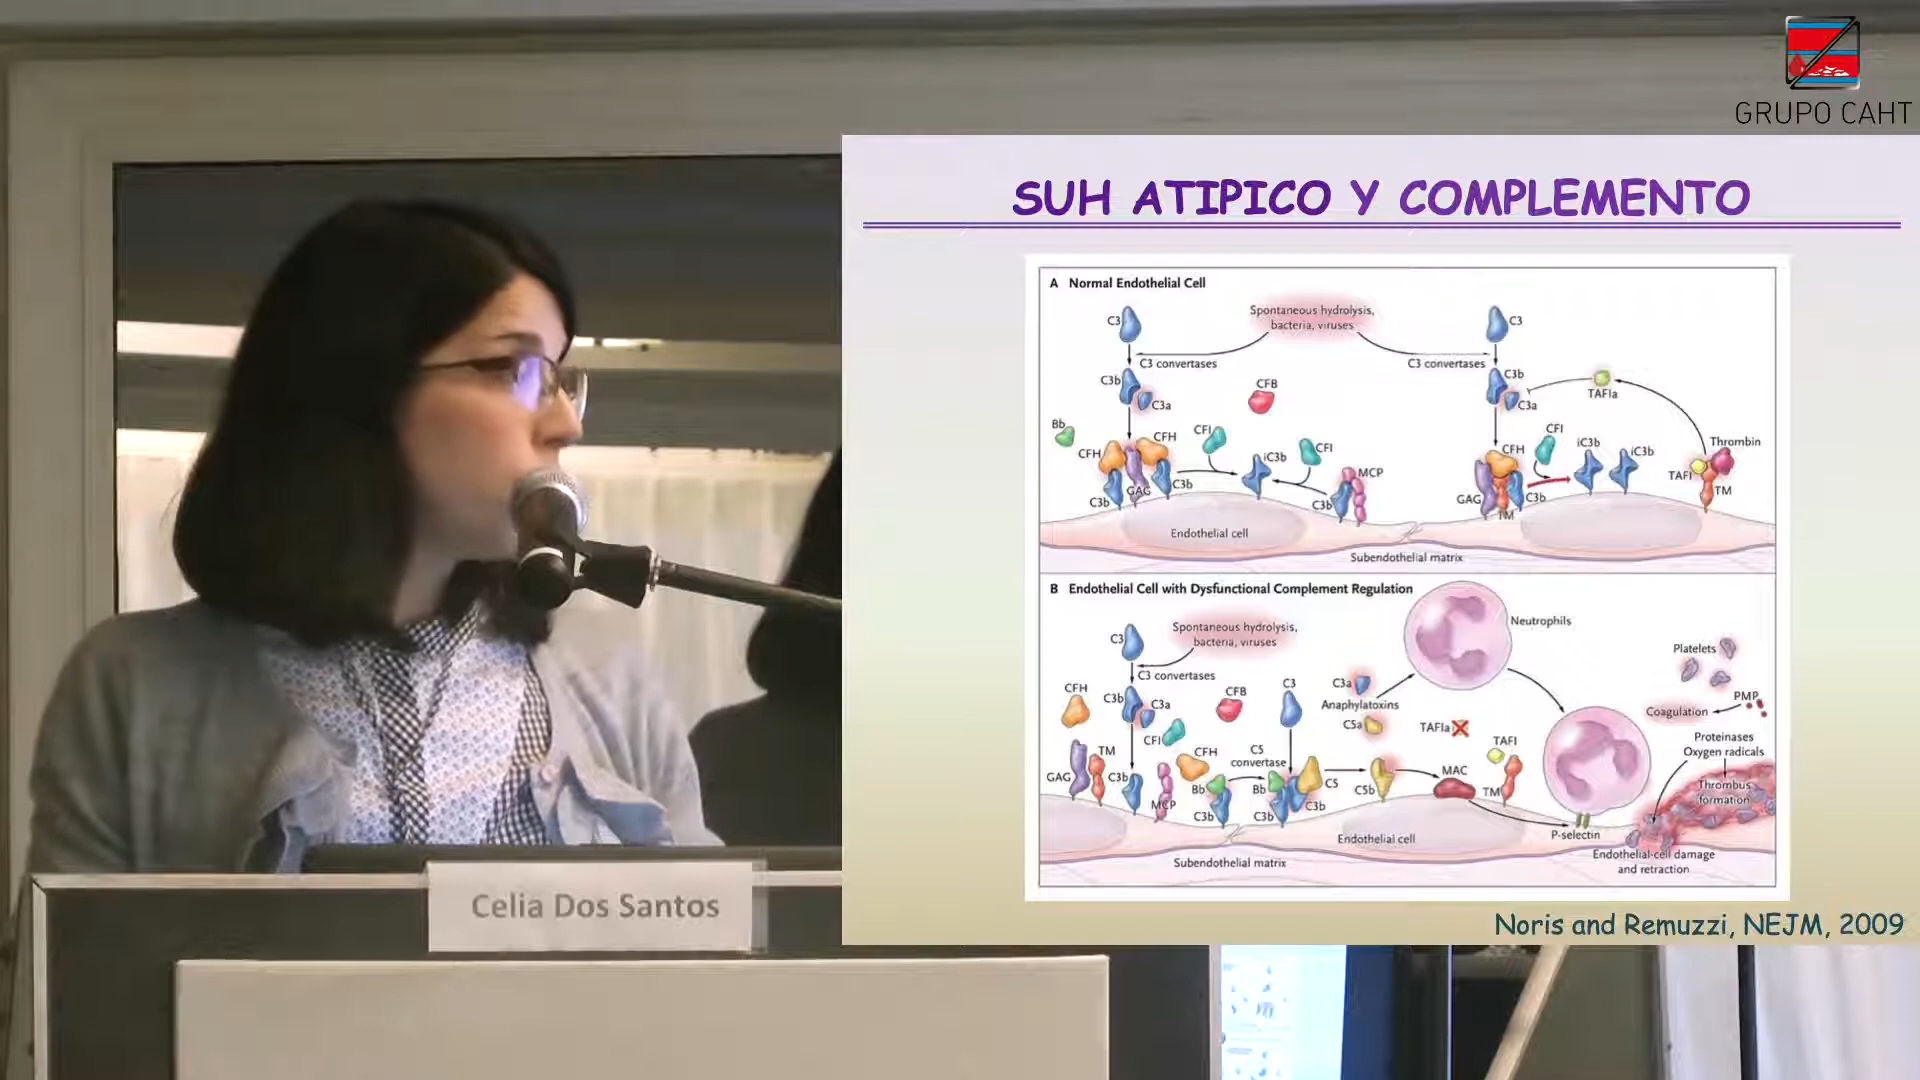 GRUPO CAHT
SUH ATIPICO Y COMPLEMENTO
A Normal Endothelial Cell
Spontaneous hydrolysis,
bacteria, viruses
C3
C3
C3 convertases
C3 convertases
C3b
C3a
CFB
C3b
C3a
TAFIa
Bb
CFH
CFH
CFI
CFI
iC3b
MCP
C3b
GAG
C3b
C3b
CFH
CFI
iC3b
iC3b
Thrombin
TAFI
TM
GAG
TM
C3b
Endothelial cell
Subendothelial matrix
B Endothelial Cell with Dysfunctional Complement Regulation
Neutrophils
C3
Spontaneous hydrolysis,
bacteria, viruses
C3 convertases
Platelets
PMP
Coagulation
CFH
C3b
C3a
CFB
C3
C3a
Anaphylatoxins
C5a
TAFIa
TAFI
Proteinases
Oxygen radicals
CFI
GAG
TM
C3b
MCP
CFH
Bb
C3b
C5
convertase
Bb
C3b
C3b
C5
C5b
MAC
TM
Thrombus
formation
P-selectin
Endothelial cell
Subendothelial matrix
Endothelial-cell damage
and retraction
Celia Dos Santos
Noris and Remuzzi, NEJM, 2009